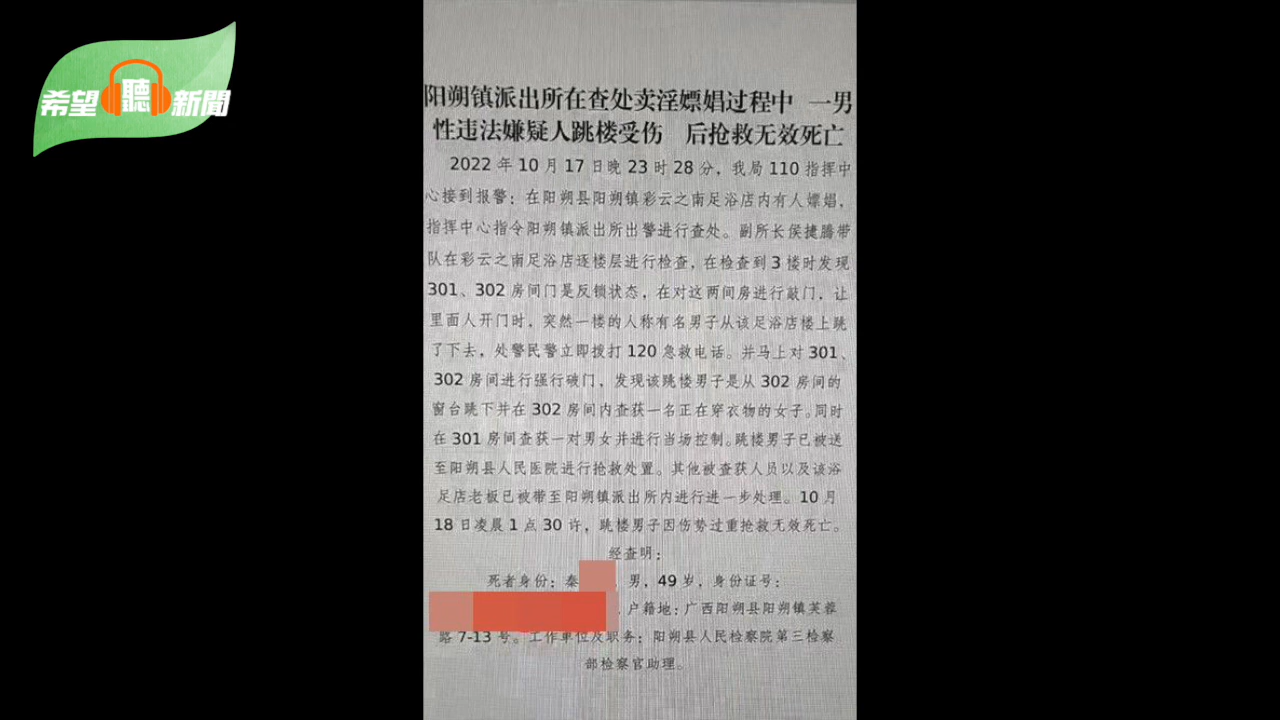 希望聽新聞
阳朔镇派出所在查处卖淫嫖娼过程中 一男
性违法嫌疑人跳楼受伤 后抢救无效死亡
2022 年 10 月 17 日晚 23 时 28 分，我局 110 指挥中
心接到报警：在阳朔县阳朔镇彩云之南足浴店内有人嫖娼，
指挥中心指令阳朔镇派出所出警进行查处。副所长侯捷腾带
队在彩云之南足浴店逐楼层进行检查，在检查到 3 楼时发现
301、302 房间门是反锁状态，在对这两间房进行敲门，让
里面人开门时，突然一楼的人称有名男子从该足浴店楼上跳
了下去，处警民警立即拨打 120 急救电话。并马上对 301、
302 房间进行强行破门，发现该跳楼男子是从 302 房间的
窗台跳下并在 302 房间内查获一名正在穿衣物的女子。同时
在 301 房间查获一对男女并进行当场控制。跳楼男子已被送
至阳朔县人民医院进行抢救处置。其他被查获人员以及该浴
足店老板已被带至阳朔镇派出所内进行进一步处理。10 月
18 日凌晨 1 点 30 许，跳楼男子因伤势过重抢救无效死亡。
经查明：
死者身份：秦 ，男，49 岁，身份证号：
，户籍地：广西阳朔县阳朔镇芙蓉
路 7-13 号。工作单位及职务：阳朔县人民检察院第三检察
部检察官助理。